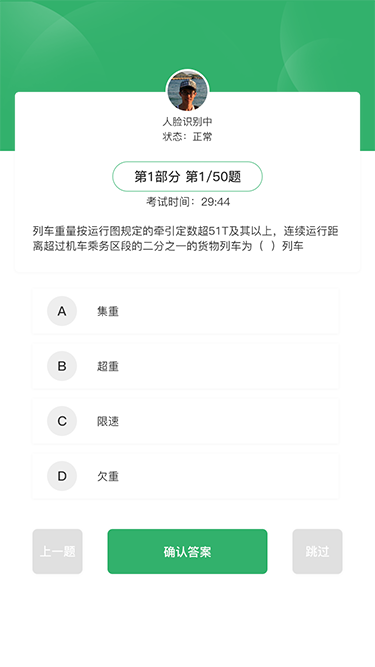 人脸识别中
状态：正常
第1部分 第1/50题
考试时间：29:44
列车重量按运行图规定的牵引定数超51T及其以上，连续运行距
离超过机车乘务区段的二分之一的货物列车为（ ）列车
A 集重
B 超重
C 限速
D 欠重
上一题 确认答案 跳过